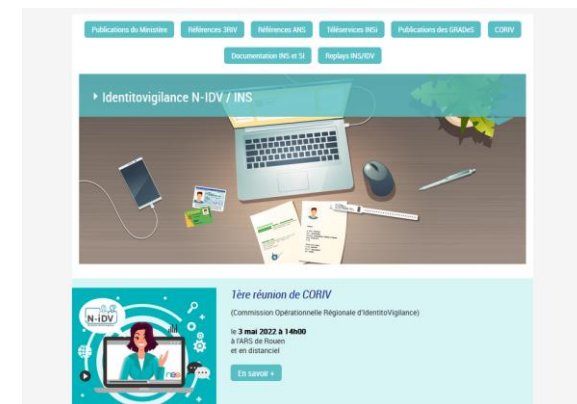 Publications du Ministère
Références 3RIV
Références ANS
Téléservices INSi
Publications des GRADeS
CORIV
Documentation INS et SI
Replays INS/IDV
Identitovigilance N-IDV / INS
N-iDV
1ère réunion de CORIV
(Commission Opérationnelle Régionale d'IdentitoVigilance)
le 3 mai 2022 à 14h00
à l'ARS de Rouen
et en distanciel
En savoir +